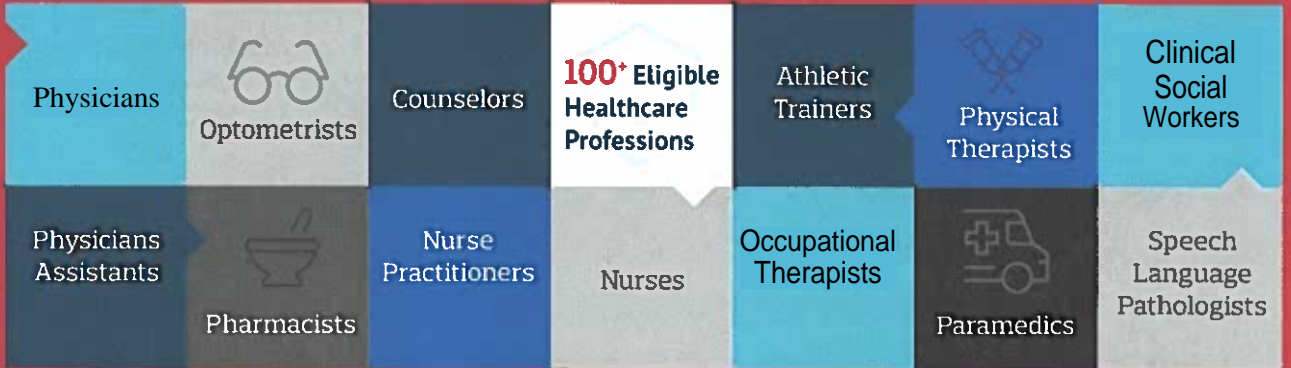 Physicians
Optometrists
Counselors
100+ Eligible
Healthcare
Professions
Athletic
Trainers
Physical
Therapists
Clinical
Social
Workers
Physicians
Assistants
Pharmacists
Nurse
Practitioners
Nurses
Occupational
Therapists
Paramedics
Speech
Language
Pathologists